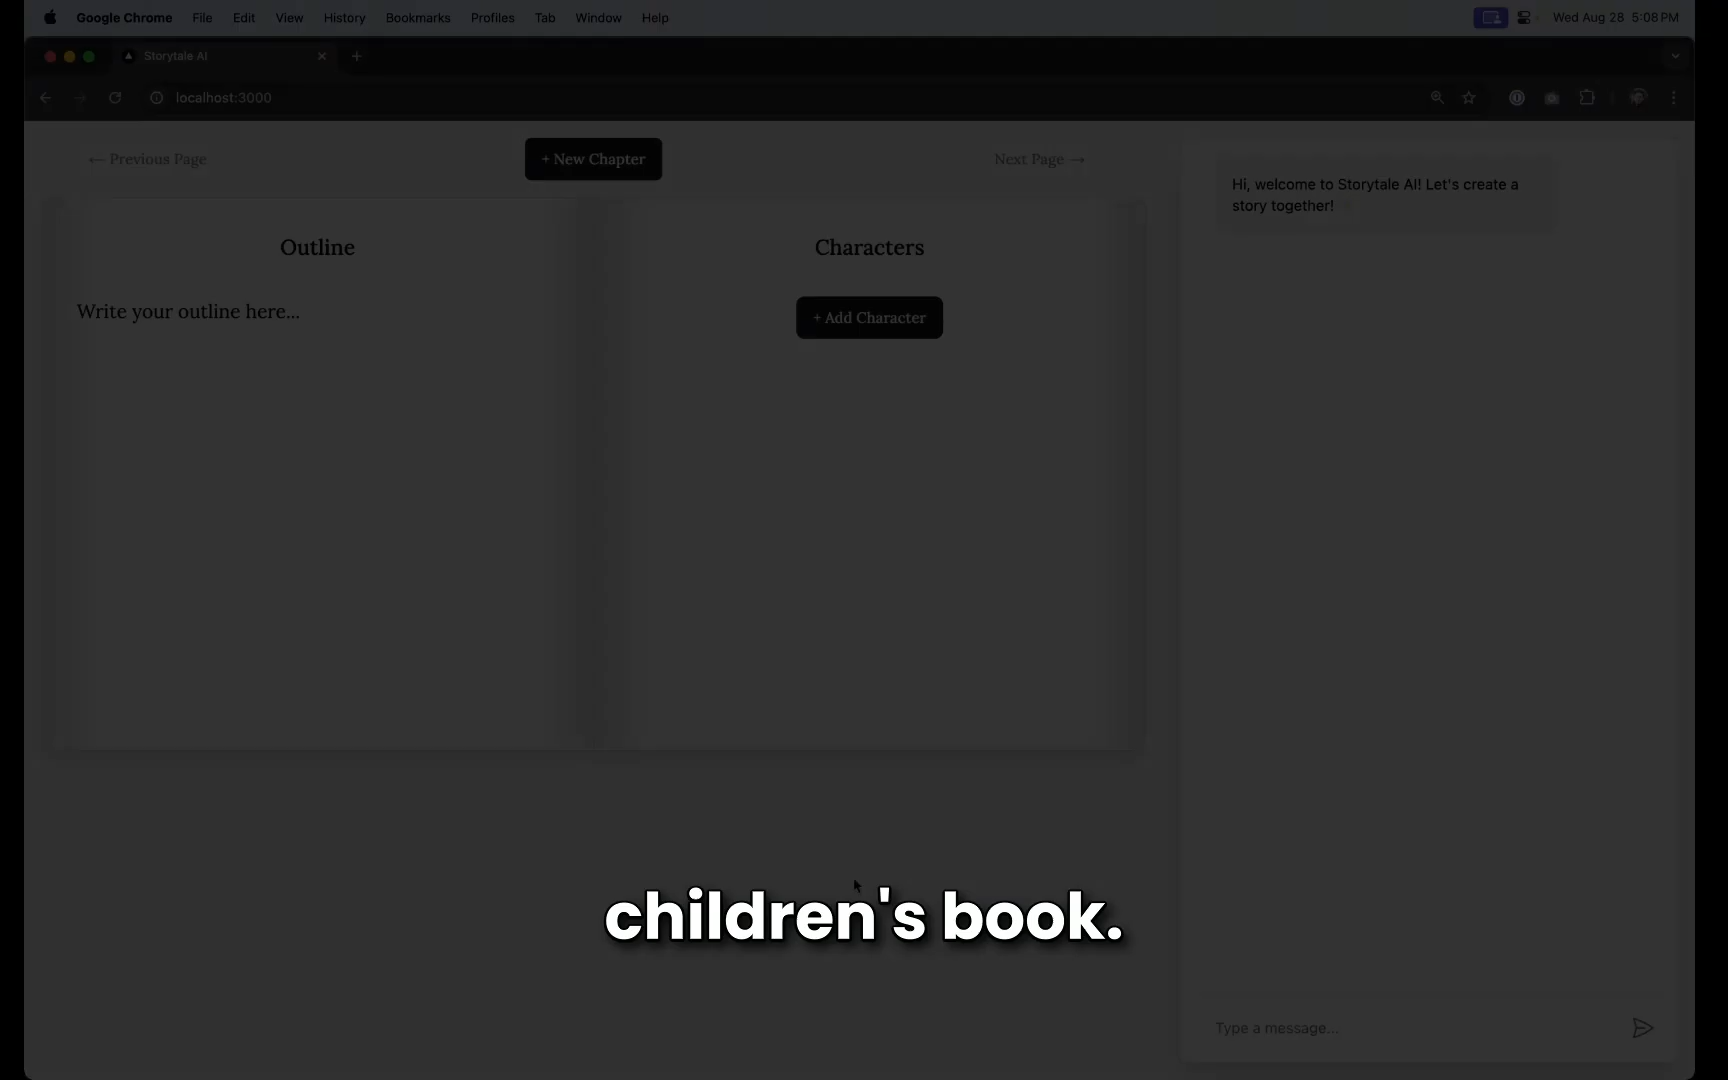 Google Chrome File Edit View History Bookmarks Profiles Tab Window Help Wed Aug 28 5:08 PM
Storytale AI
localhost:3000
← Previous Page + New Chapter Next Page →
Hi, welcome to Storytale AI! Let's create a
story together!
Outline Characters
Write your outline here...
+ Add Character
children's book.
Type a message...